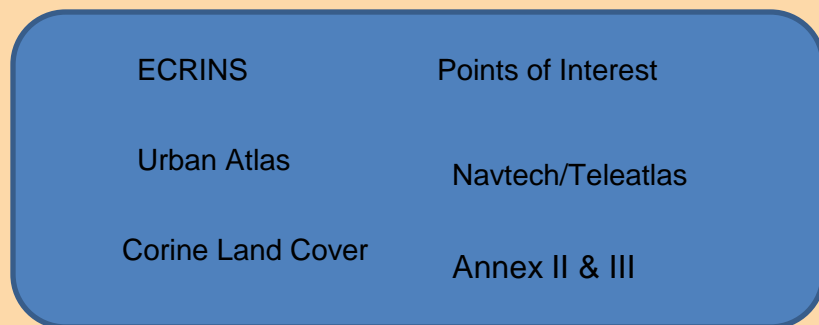 ECRINS
Points of Interest
Urban Atlas
Navtech/Teleatlas
Corine Land Cover
Annex II & III